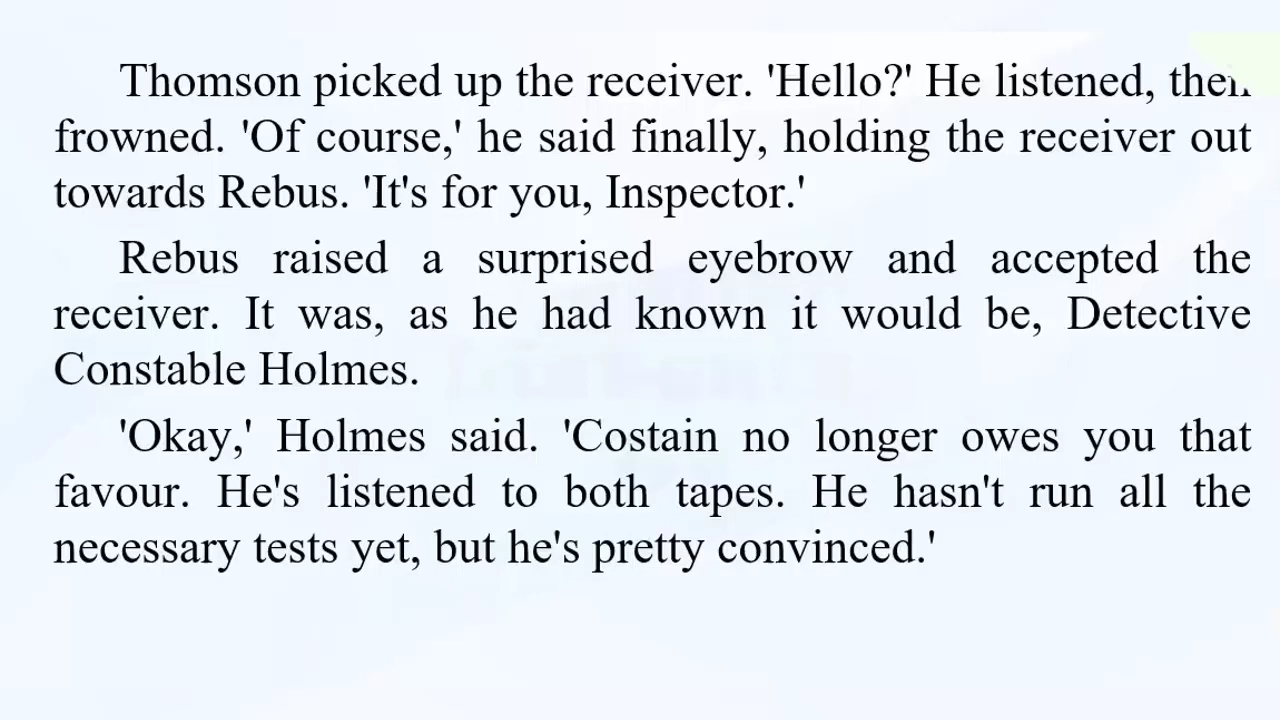 Thomson picked up the receiver. 'Hello?' He listened, then
frowned. 'Of course,' he said finally, holding the receiver out
towards Rebus. 'It's for you, Inspector.'
Rebus raised a surprised eyebrow and accepted the
receiver. It was, as he had known it would be, Detective
Constable Holmes.
'Okay,' Holmes said. 'Costain no longer owes you that
favour. He's listened to both tapes. He hasn't run all the
necessary tests yet, but he's pretty convinced.'